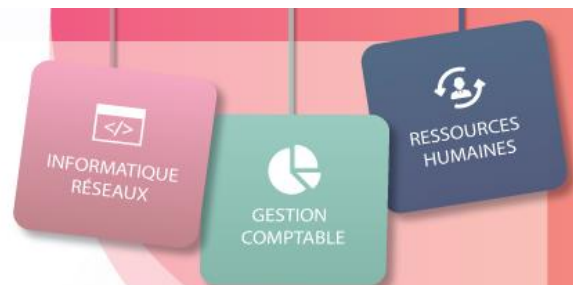 </>
INFORMATIQUE
RÉSEAUX
GESTION
COMPTABLE
RESSOURCES
HUMAINES